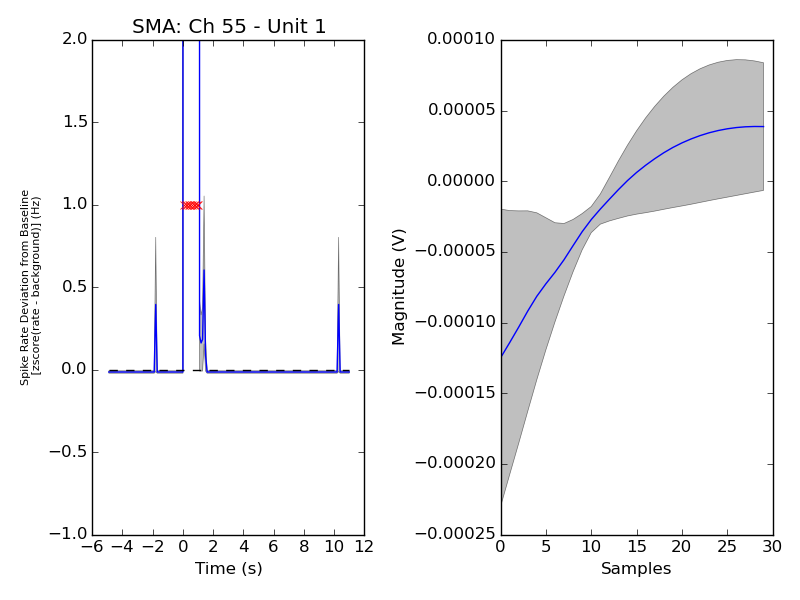 SMA: Ch 55 - Unit 1
2.0
1.5
1.0
0.5
0.0
−0.5
−1.0
−6 −4 −2 0 2 4 6 8 10 12
Time (s)
Spike Rate Deviation from Baseline
[zscore(rate - background)] (Hz)
0.00010
0.00005
0.00000
−0.00005
−0.00010
−0.00015
−0.00020
−0.00025
0 5 10 15 20 25 30
Samples
Magnitude (V)